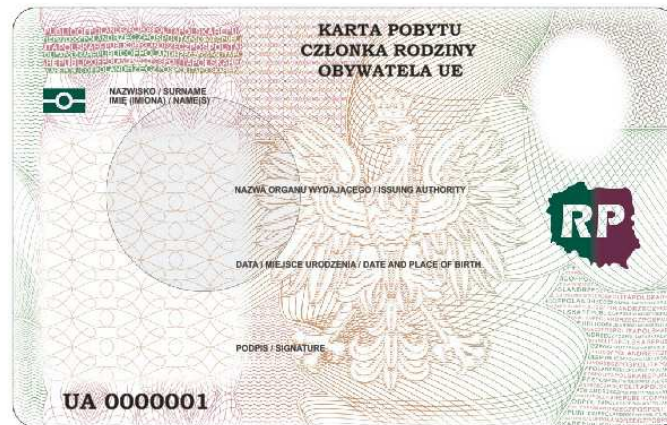 KARTA POBYTU
CZŁONKA RODZINY
OBYWATELA UE
NAZWISKO / SURNAME
IMIĘ (IMIONA) / NAME(S)
NAZWA ORGANU WYDAJĄCEGO / ISSUING AUTHORITY
RP
DATA I MIEJSCE URODZENIA / DATE AND PLACE OF BIRTH
PODPIS / SIGNATURE
UA 0000001